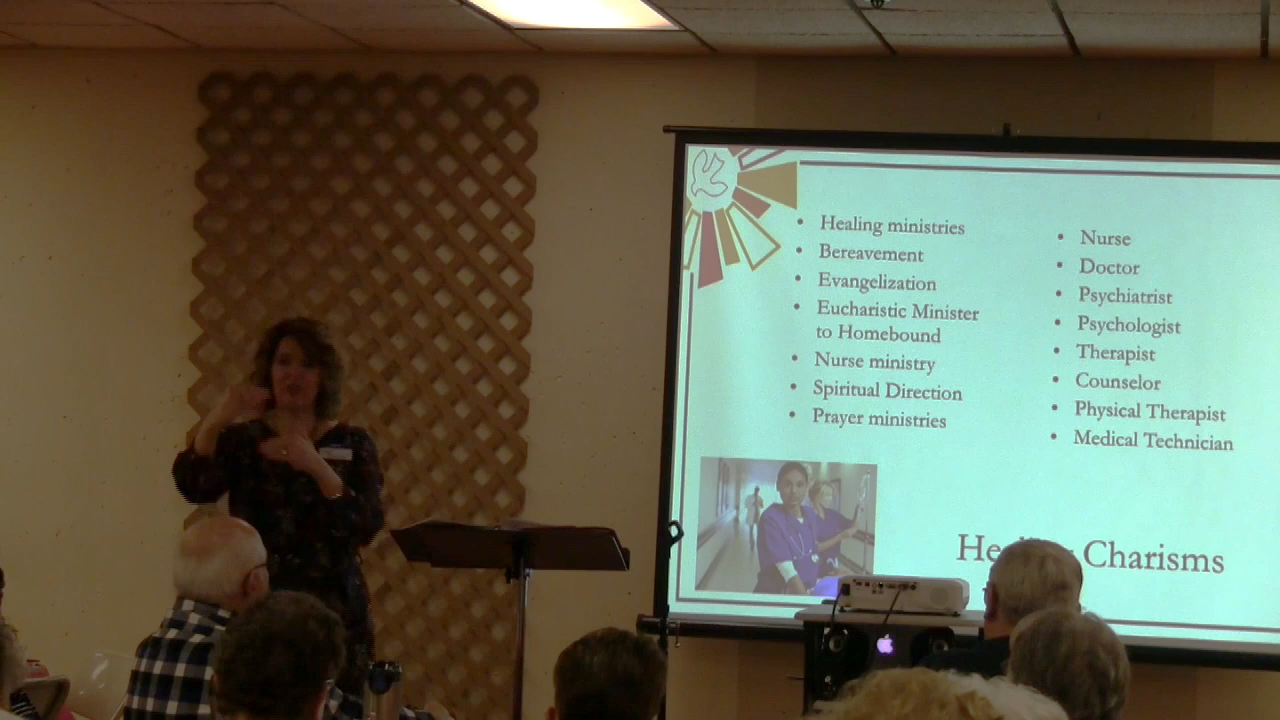 • Healing ministries
• Bereavement
• Evangelization
• Eucharistic Minister
to Homebound
• Nurse ministry
• Spiritual Direction
• Prayer ministries
• Nurse
• Doctor
• Psychiatrist
• Psychologist
• Therapist
• Counselor
• Physical Therapist
• Medical Technician
Charisms